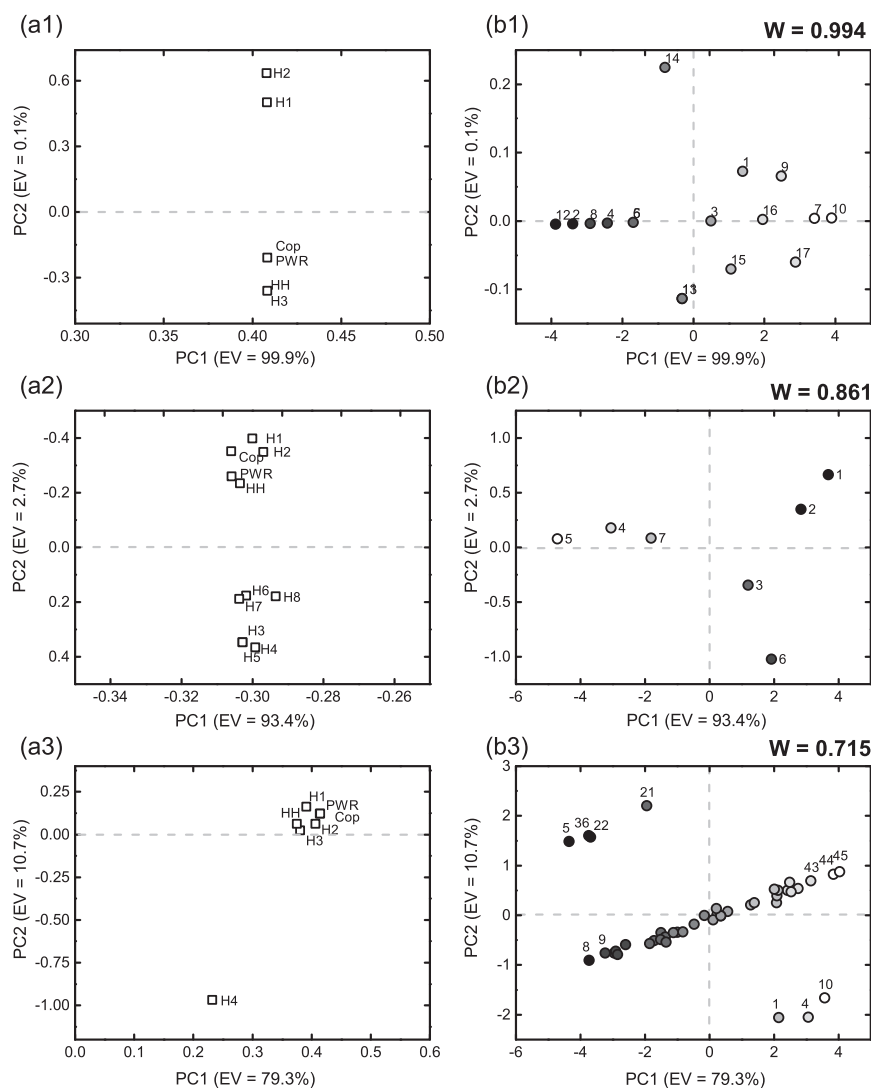 (a1)
0.6
0.3
0.0
-0.3
0.30
0.35
0.40
0.45
0.50
PC2 (EV = 0.1%)
PC1 (EV = 99.9%)
H2
H1
Cop
PWR
HH
H3
(b1)
W = 0.994
0.2
0.1
0.0
-0.1
-4
-2
0
2
4
PC2 (EV = 0.1%)
PC1 (EV = 99.9%)
14
1
9
12 2 8 4
3
16
7
10
15
17
(a2)
-0.4
-0.2
0.0
0.2
0.4
-0.34
-0.32
-0.30
-0.28
-0.26
PC2 (EV = 2.7%)
PC1 (EV = 93.4%)
H1
Cop H2
PWR
HH
H6
H7
H8
H3
H5 H4
(b2)
W = 0.861
1.0
0.5
0.0
-0.5
-1.0
-6
-4
-2
0
2
4
PC2 (EV = 2.7%)
PC1 (EV = 93.4%)
1
2
5
4
7
3
6
(a3)
0.25
0.00
-0.25
-0.50
-0.75
-1.00
0.0
0.1
0.2
0.3
0.4
0.5
0.6
PC2 (EV = 10.7%)
PC1 (EV = 79.3%)
H1
HH
PWR
Cop
H2
H3
H4
(b3)
W = 0.715
3
2
1
0
-1
-2
-6
-4
-2
0
2
4
PC2 (EV = 10.7%)
PC1 (EV = 79.3%)
21
5
36
22
43
44
45
8
9
10
1
4